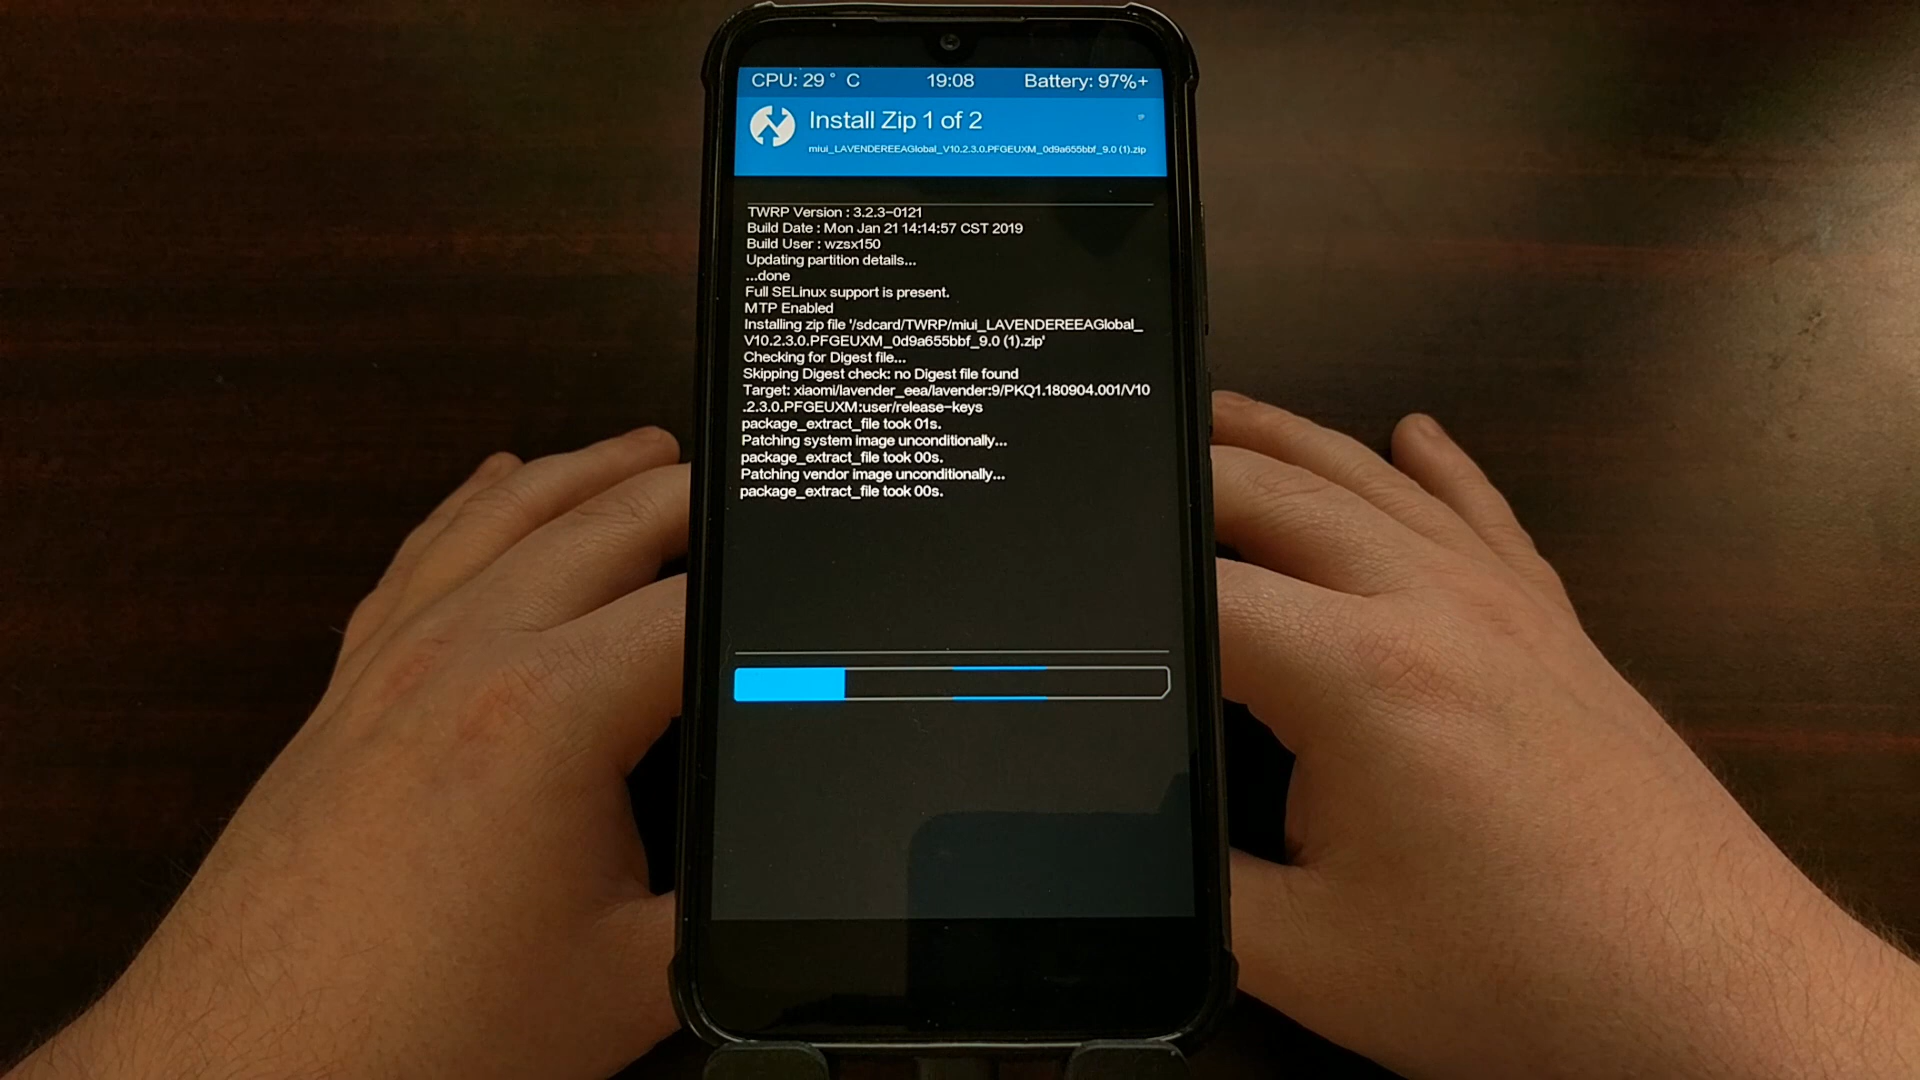 CPU: 29 ° C 19:08 Battery: 97%+
Install Zip 1 of 2
miui_LAVENDEREEAGlobal_V10.2.3.0.PFGEUXM_0d9a655bbf_9.0 (1).zip
TWRP Version : 3.2.3-0121
Build Date : Mon Jan 21 14:14:57 CST 2019
Build User : wzsx150
Updating partition details...
...done
Full SELinux support is present.
MTP Enabled
Installing zip file '/sdcard/TWRP/miui_LAVENDEREEAGlobal_
V10.2.3.0.PFGEUXM_0d9a655bbf_9.0 (1).zip'
Checking for Digest file...
Skipping Digest check: no Digest file found
Target: xiaomi/lavender_eea/lavender:9/PKQ1.180904.001/V10
.2.3.0.PFGEUXM:user/release-keys
package_extract_file took 01s.
Patching system image unconditionally...
package_extract_file took 00s.
Patching vendor image unconditionally...
package_extract_file took 00s.